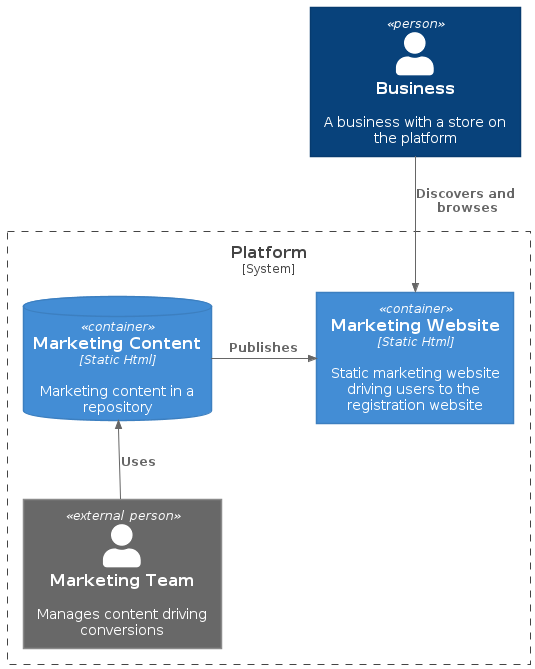 «person»
Business
A business with a store on
the platform
Discovers and
browses
Platform
[System]
«container»
Marketing Content
[Static Html]
Marketing content in a
repository
Publishes
«container»
Marketing Website
[Static Html]
Static marketing website
driving users to the
registration website
Uses
«external person»
Marketing Team
Manages content driving
conversions